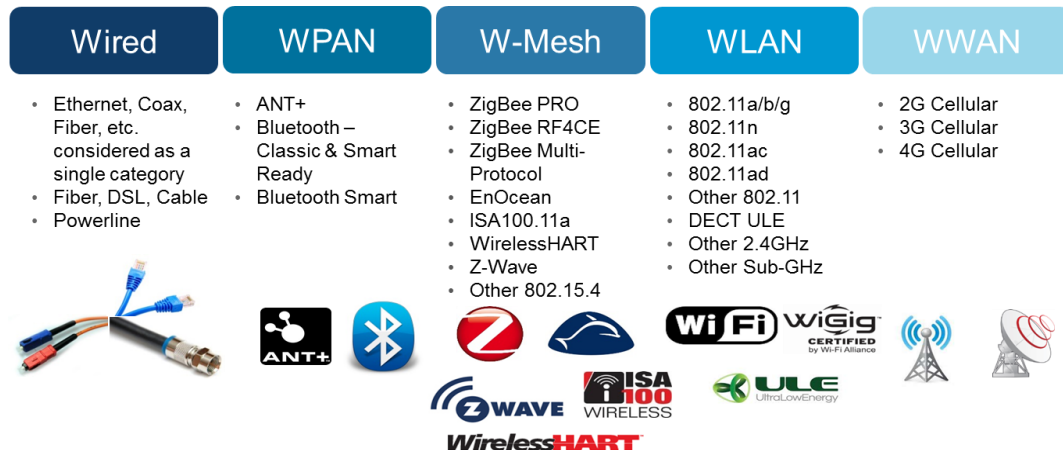 Wired
WPAN
W-Mesh
WLAN
WWAN
• Ethernet, Coax,
Fiber, etc.
considered as a
single category
• Fiber, DSL, Cable
• Powerline
• ANT+
• Bluetooth –
Classic & Smart
Ready
• Bluetooth Smart
• ZigBee PRO
• ZigBee RF4CE
• ZigBee Multi-
Protocol
• EnOcean
• ISA100.11a
• WirelessHART
• Z-Wave
• Other 802.15.4
• 802.11a/b/g
• 802.11n
• 802.11ac
• 802.11ad
• Other 802.11
• DECT ULE
• Other 2.4GHz
• Other Sub-GHz
• 2G Cellular
• 3G Cellular
• 4G Cellular
ANT+
Wi Fi
WiGig
CERTIFIED
by Wi-Fi Alliance
Z WAVE
ISA
100
WIRELESS
ULE
UltraLowEnergy
WirelessHART